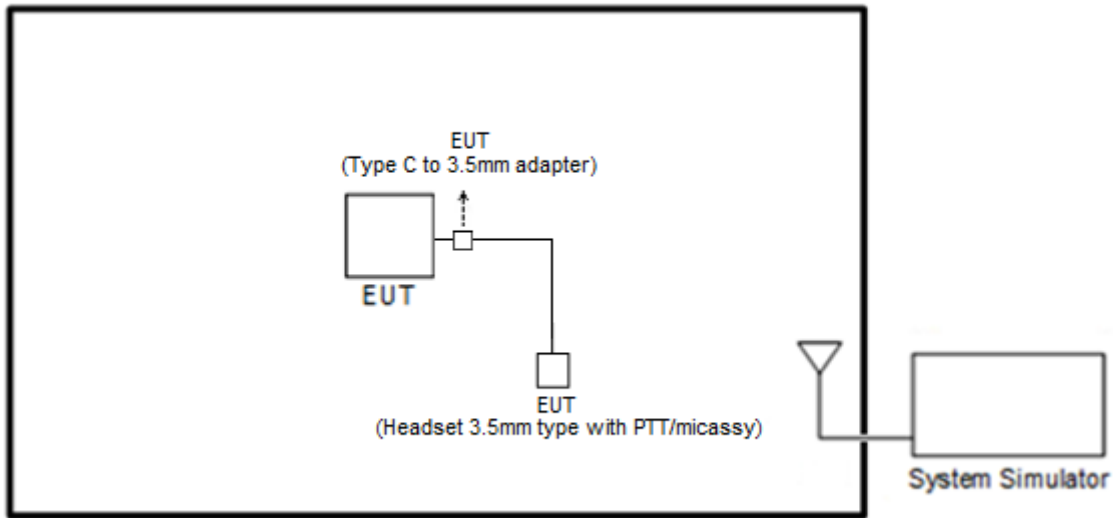 EUT
(Type C to 3.5mm adapter)
EUT
EUT
(Headset 3.5mm type with PTT/micassy)
System Simulator